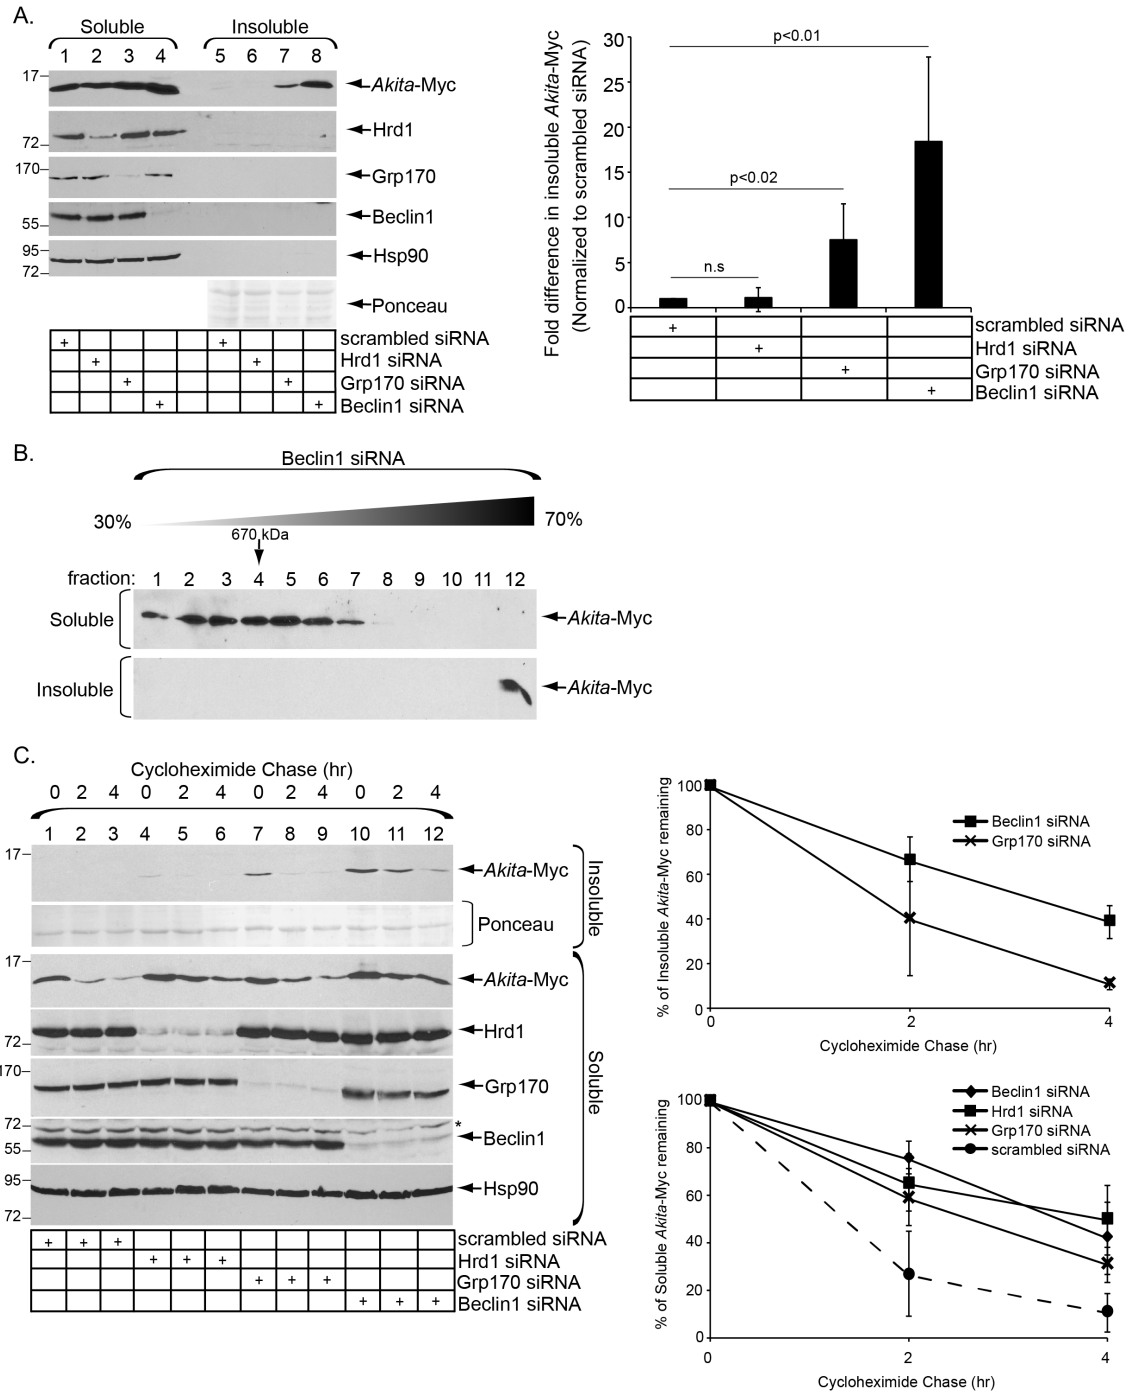 A.
Soluble Insoluble
1 2 3 4 5 6 7 8
17 Akita-Myc
Hrd1
72
170 Grp170
Beclin1
55
95 Hsp90
72
Ponceau
+ + scrambled siRNA
+ + Hrd1 siRNA
+ + Grp170 siRNA
+ + Beclin1 siRNA
Fold difference in insoluble Akita-Myc
(Normalized to scrambled siRNA)
30
25
20
15
10
5
0
p<0.01
p<0.02
n.s
+ scrambled siRNA
+ Hrd1 siRNA
+ Grp170 siRNA
+ Beclin1 siRNA
B.
Beclin1 siRNA
30% 70%
670 kDa
fraction: 1 2 3 4 5 6 7 8 9 10 11 12
Soluble Akita-Myc
Insoluble Akita-Myc
C.
Cycloheximide Chase (hr)
0 2 4 0 2 4 0 2 4 0 2 4
1 2 3 4 5 6 7 8 9 10 11 12
17 Akita-Myc
Ponceau
Insoluble
17 Akita-Myc
Hrd1
72
170 Grp170
72 *
Beclin1
55
95 Hsp90
72
Soluble
+ + + scrambled siRNA
+ + + Hrd1 siRNA
+ + + Grp170 siRNA
+ + + Beclin1 siRNA
% of Insoluble Akita-Myc remaining
100
80
60
40
20
0
0 2 4
Cycloheximide Chase (hr)
Beclin1 siRNA
Grp170 siRNA
% of Soluble Akita-Myc remaining
100
80
60
40
20
0
0 2 4
Cycloheximide Chase (hr)
Beclin1 siRNA
Hrd1 siRNA
Grp170 siRNA
scrambled siRNA